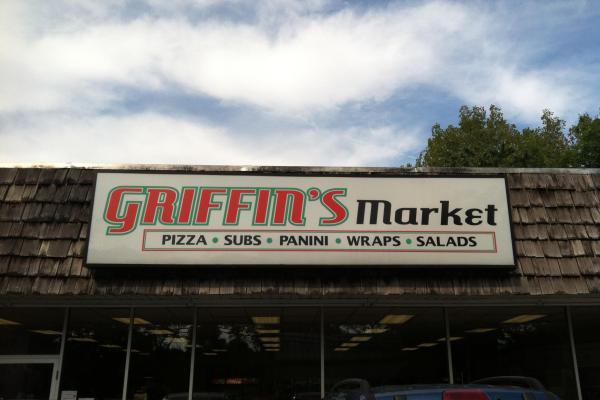 GRIFFIN'S Market
PIZZA • SUBS • PANINI • WRAPS • SALADS